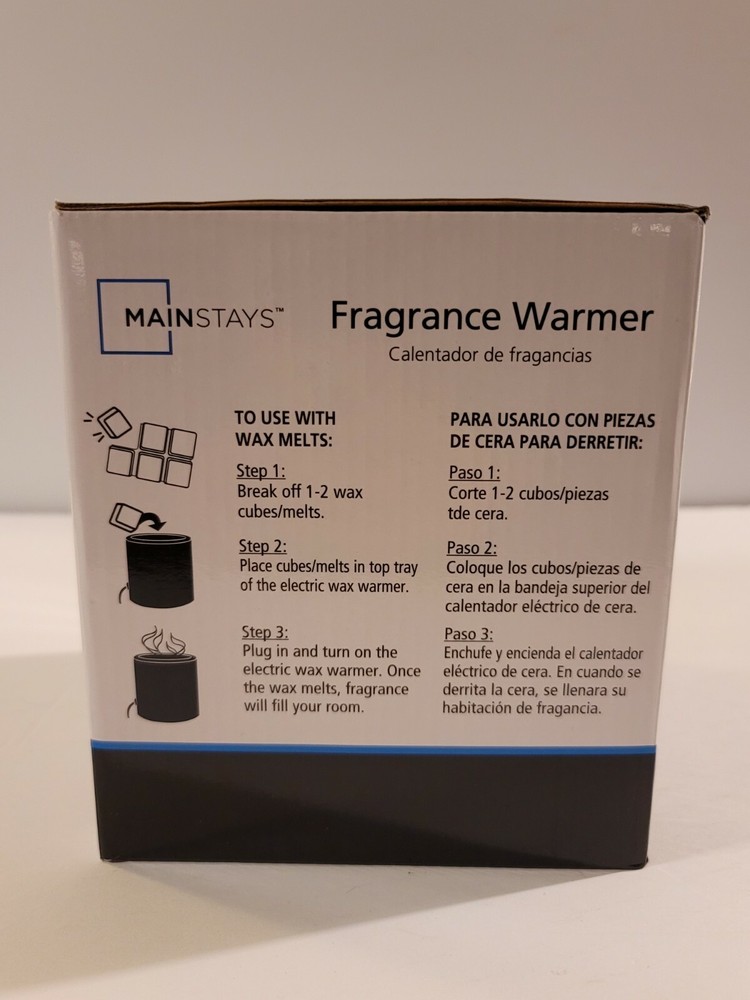 MAINSTAYS™
Fragrance Warmer
Calentador de fragancias
TO USE WITH
WAX MELTS:
Step 1:
Break off 1-2 wax
cubes/melts.
Step 2:
Place cubes/melts in top tray
of the electric wax warmer.
Step 3:
Plug in and turn on the
electric wax warmer. Once
the wax melts, fragrance
will fill your room.
PARA USARLO CON PIEZAS
DE CERA PARA DERRETIR:
Paso 1:
Corte 1-2 cubos/piezas
tde cera.
Paso 2:
Coloque los cubos/piezas de
cera en la bandeja superior del
calentador eléctrico de cera.
Paso 3:
Enchufe y encienda el calentador
eléctrico de cera. En cuando se
derrita la cera, se llenara su
habitación de fragancia.